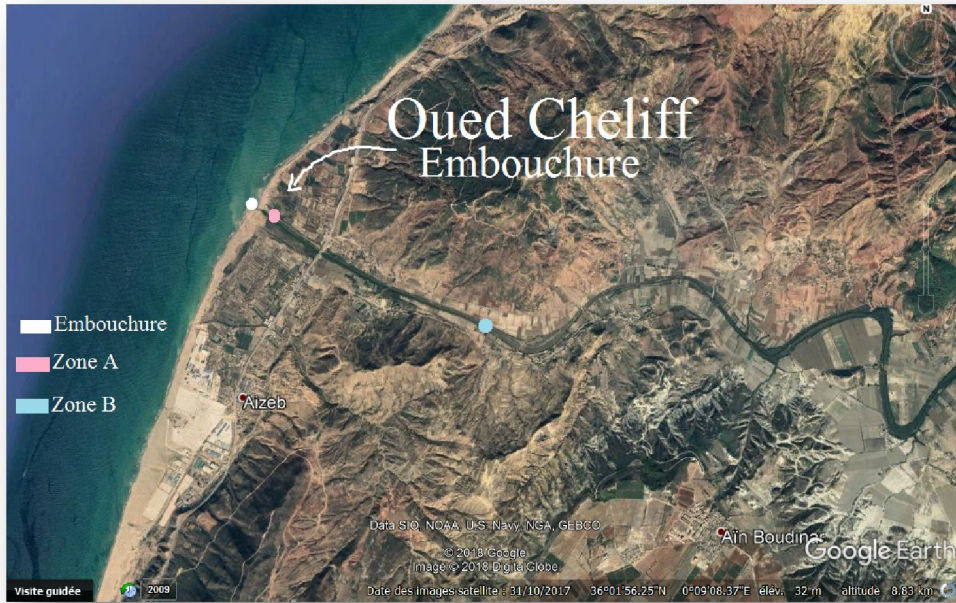 N
Oued Cheliff
Embouchure
Embouchure
Zone A
Zone B
Aizeb
Data SIO, NOAA, U.S. Navy, NGA, GEBCO
© 2018 Google
Image © 2018 DigitalGlobe
Aïn Boudinar
Google Earth
Visite guidée
2009
Date des images satellite : 31/10/2017 36°01'56.25"N 0°09'08.37"E élév. 32 m altitude 8.83 km